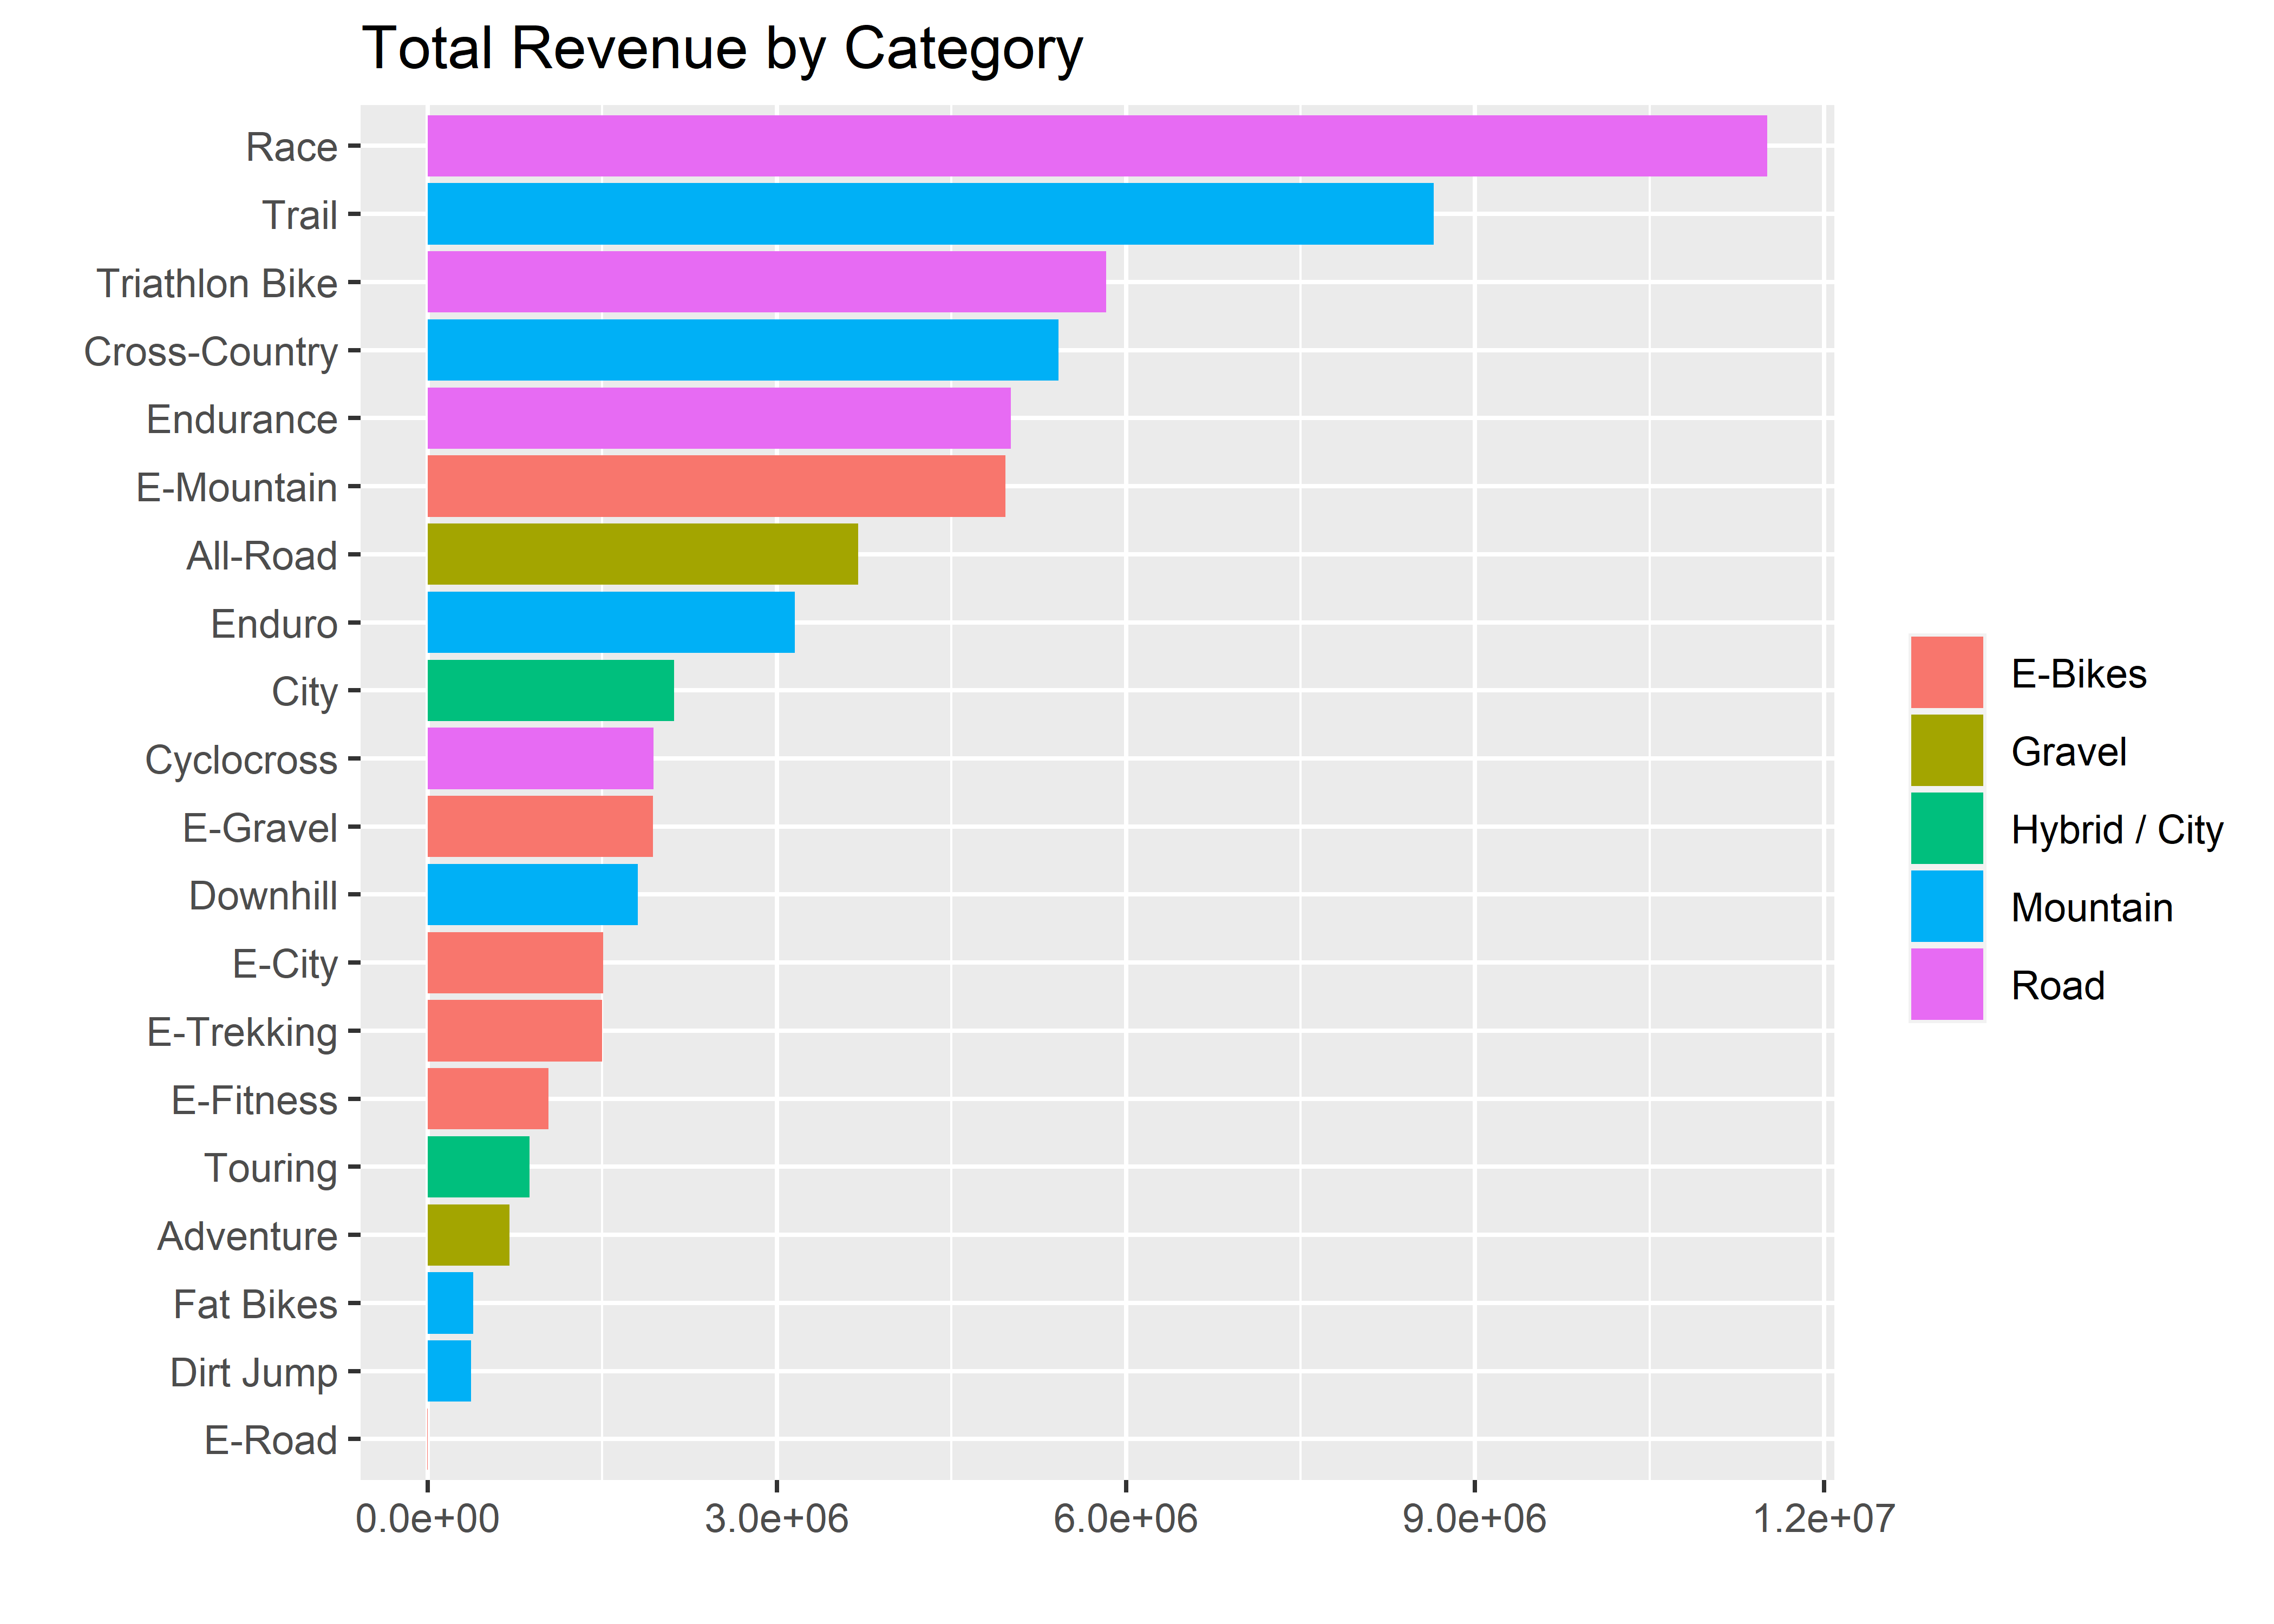 Total Revenue by Category
Race
Trail
Triathlon Bike
Cross-Country
Endurance
E-Mountain
All-Road
Enduro
City
Cyclocross
E-Gravel
Downhill
E-City
E-Trekking
E-Fitness
Touring
Adventure
Fat Bikes
Dirt Jump
E-Road
0.0e+00 3.0e+06 6.0e+06 9.0e+06 1.2e+07
E-Bikes
Gravel
Hybrid / City
Mountain
Road